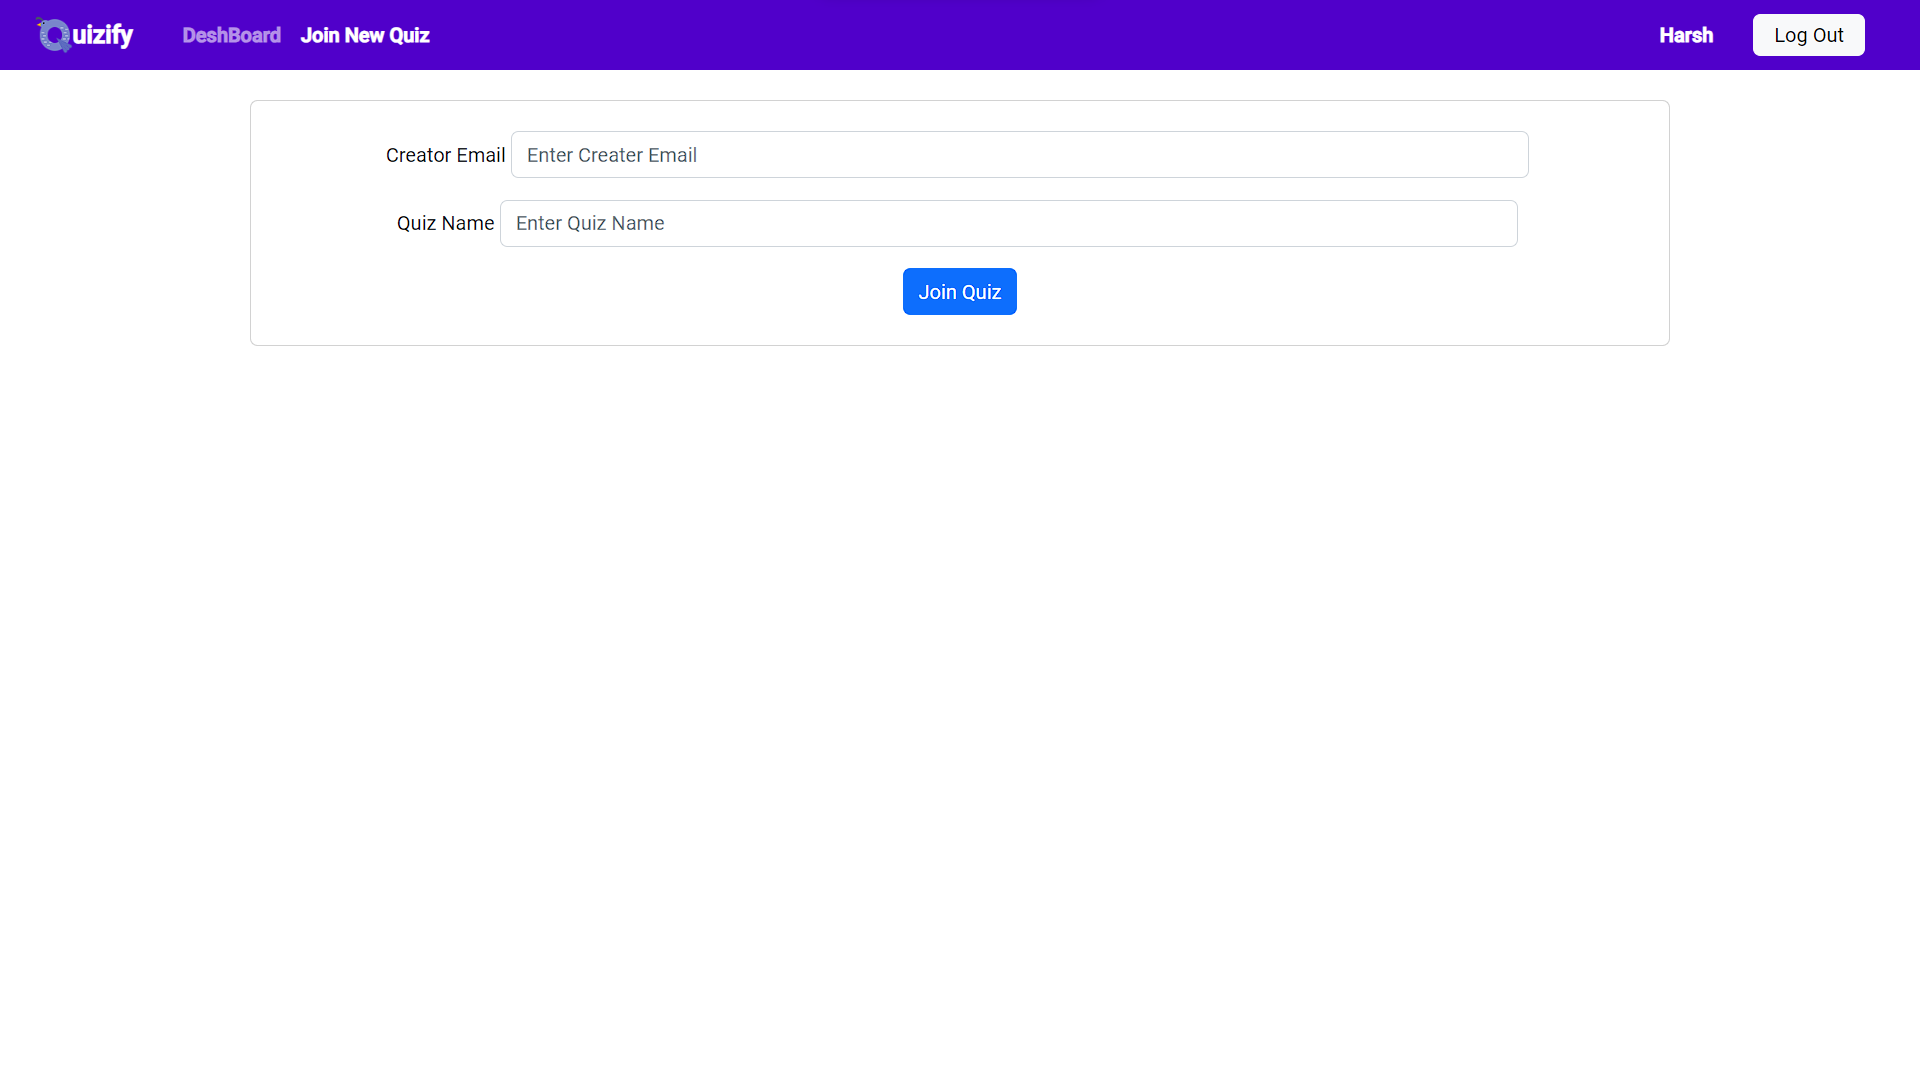 Quizify DeshBoard Join New Quiz Harsh Log Out
Creator Email Enter Creater Email
Quiz Name Enter Quiz Name
Join Quiz